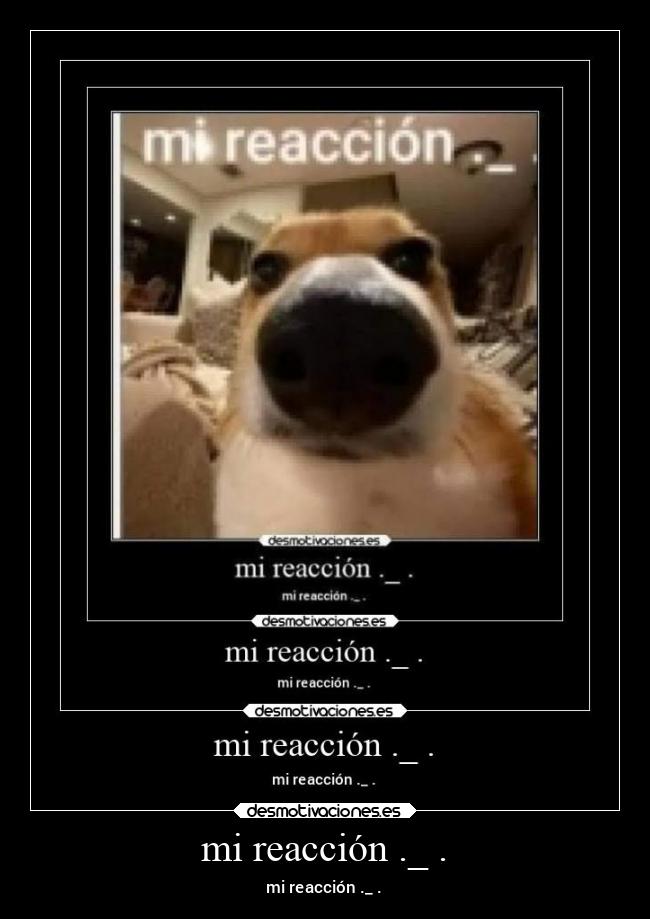 mi reacción ._ .
desmotivaciones.es
mi reacción ._ .
mi reacción ._ .
desmotivaciones.es
mi reacción ._ .
mi reacción ._ .
desmotivaciones.es
mi reacción ._ .
mi reacción ._ .
desmotivaciones.es
mi reacción ._ .
mi reacción ._ .